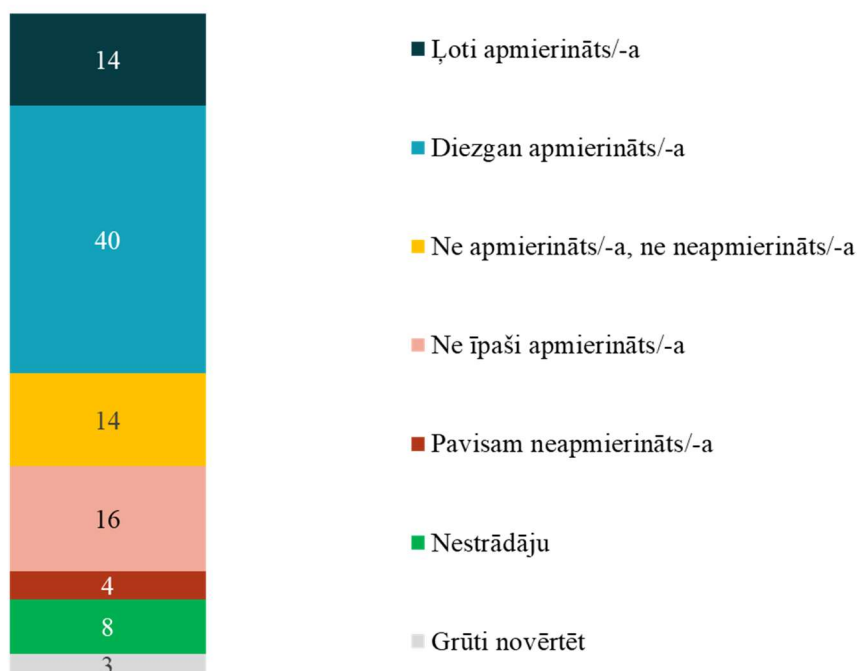 14
40
14
16
4
8
3
Ļoti apmierināts/-a
Diezgan apmierināts/-a
Ne apmierināts/-a, ne neapmierināts/-a
Ne īpaši apmierināts/-a
Pavisam neapmierināts/-a
Nestrādāju
Grūti novērtēt